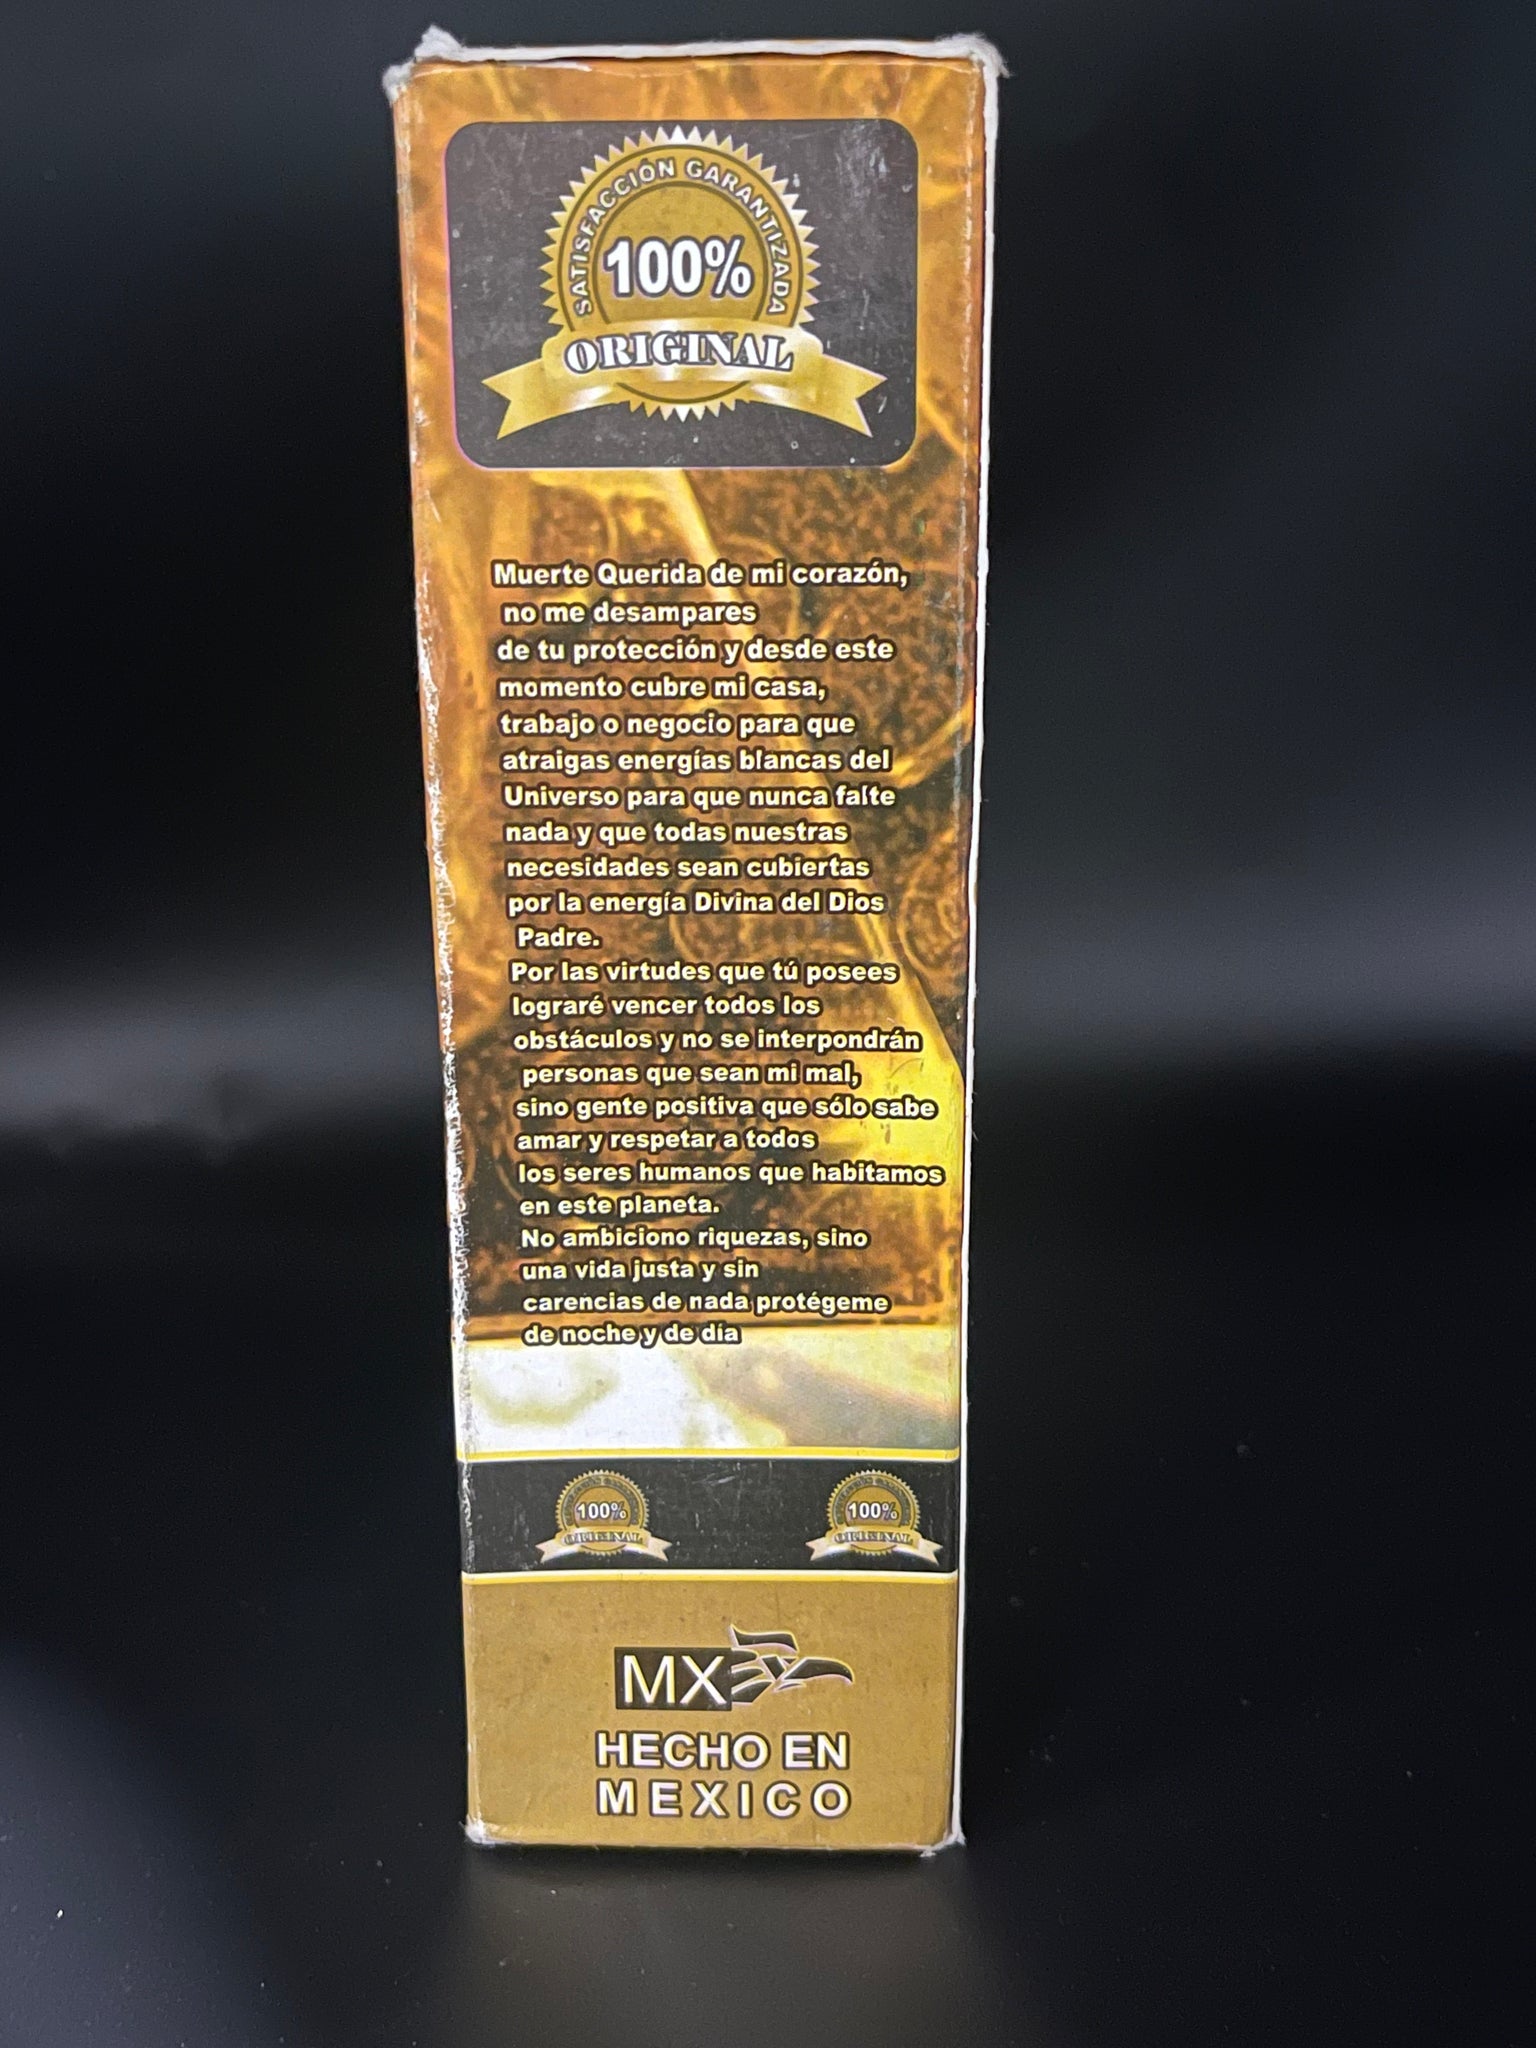 SATISFACCIÓN GARANTIZADA
100%
ORIGINAL
Muerte Querida de mi corazón,
no me desampares
de tu protección y desde este
momento cubre mi casa,
trabajo o negocio para que
atraigas energías blancas del
Universo para que nunca falte
nada y que todas nuestras
necesidades sean cubiertas
por la energía Divina del Dios
Padre.
Por las virtudes que tú posees
lograré vencer todos los
obstáculos y no se interpondrán
personas que sean mi mal,
sino gente positiva que sólo sabe
amar y respetar a todos
los seres humanos que habitamos
en este planeta.
No ambiciono riquezas, sino
una vida justa y sin
carencias de nada protégeme
de noche y de día
100% 100%
ORIGINAL ORIGINAL
MX
HECHO EN
MEXICO